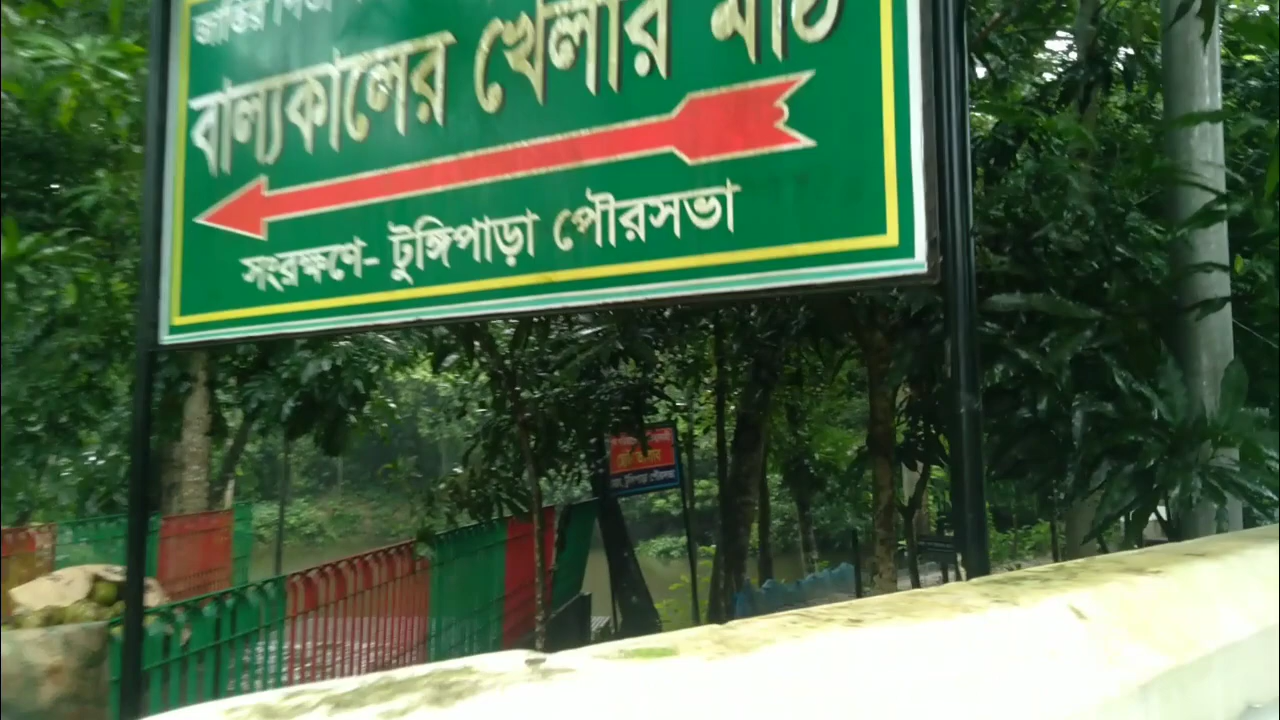 জাতির পিতা
বাল্যকালের খেলার মাঠ
সংরক্ষণে- টুঙ্গিপাড়া পৌরসভা